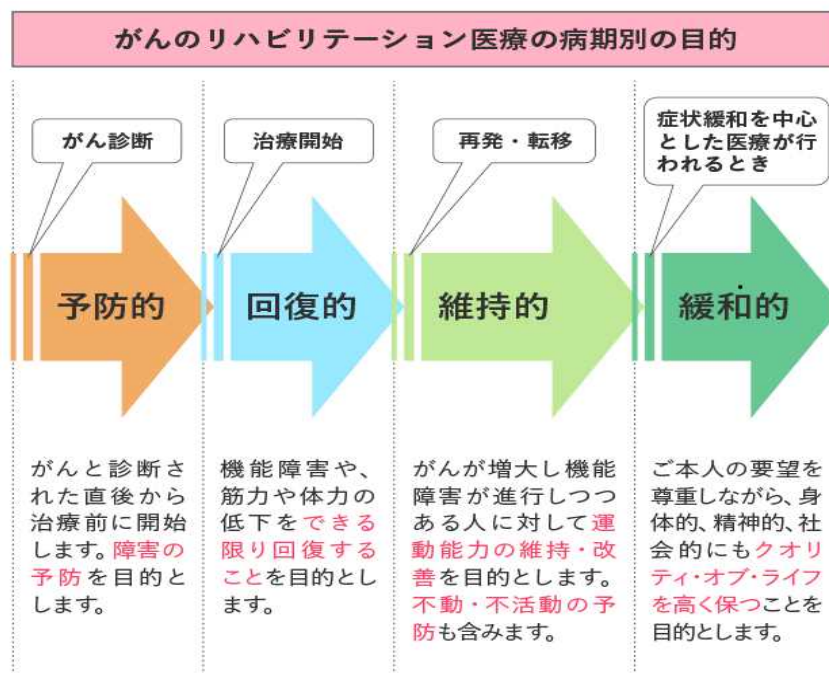 がんのリハビリテーション医療の病期別の目的
がん診断
治療開始
再発・転移
症状緩和を中心
とした医療が行
われるとき
予防的
回復的
維持的
緩和的
がんと診断され
た直後から
治療前に開始
します。障害の
予防を目的と
します。
機能障害や、
筋力や体力の
低下をできる
限り回復する
ことを目的とし
ます。
がんが増大し機能
障害が進行しつつ
ある人に対して運
動能力の維持・改
善を目的とします。
不動・不活動の予
防も含みます。
ご本人の要望を
尊重しながら、身
体的、精神的、社
会的にもクオリ
ティ・オブ・ライフ
を高く保つことを
目的とします。